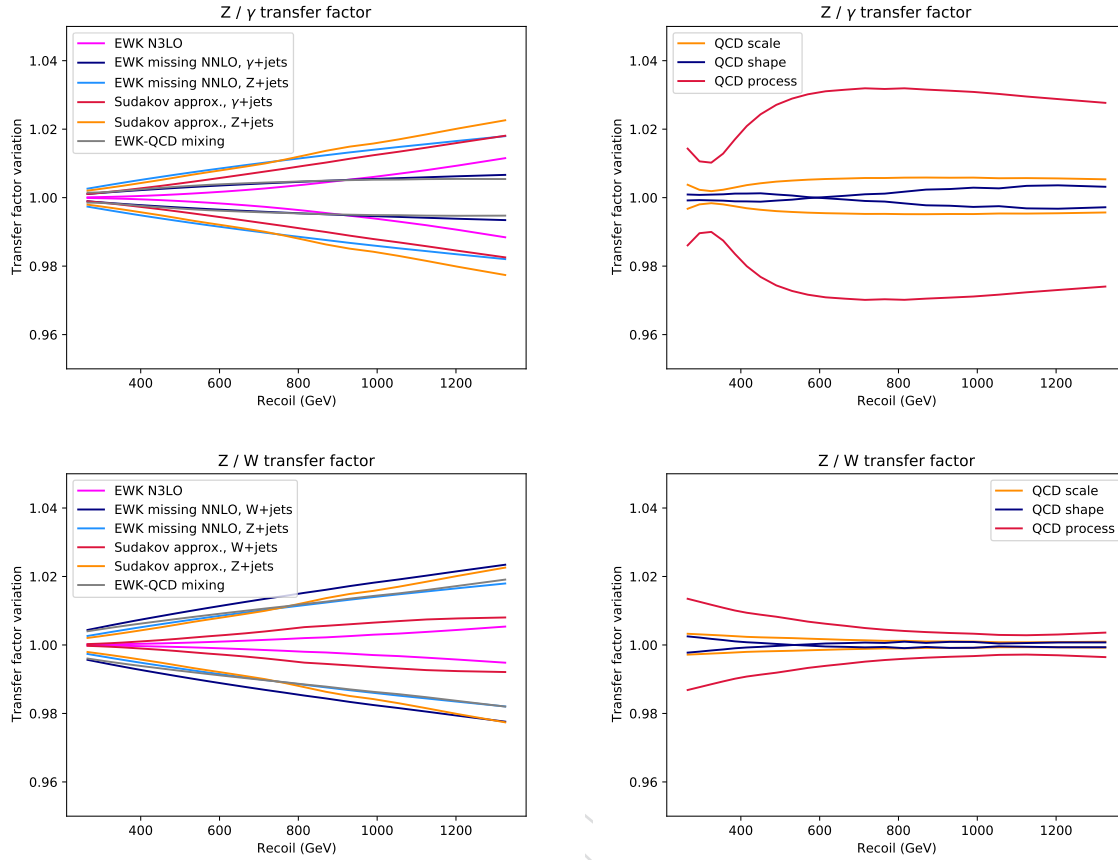 Z / γ transfer factor
1.04
1.02
1.00
0.98
0.96
Transfer factor variation
EWK N3LO
EWK missing NNLO, γ+jets
EWK missing NNLO, Z+jets
Sudakov approx., γ+jets
Sudakov approx., Z+jets
EWK-QCD mixing
400 600 800 1000 1200
Recoil (GeV)
Z / γ transfer factor
1.04
1.02
1.00
0.98
0.96
Transfer factor variation
QCD scale
QCD shape
QCD process
400 600 800 1000 1200
Recoil (GeV)
Z / W transfer factor
1.04
1.02
1.00
0.98
0.96
Transfer factor variation
EWK N3LO
EWK missing NNLO, W+jets
EWK missing NNLO, Z+jets
Sudakov approx., W+jets
Sudakov approx., Z+jets
EWK-QCD mixing
400 600 800 1000 1200
Recoil (GeV)
Z / W transfer factor
1.04
1.02
1.00
0.98
0.96
Transfer factor variation
QCD scale
QCD shape
QCD process
400 600 800 1000 1200
Recoil (GeV)